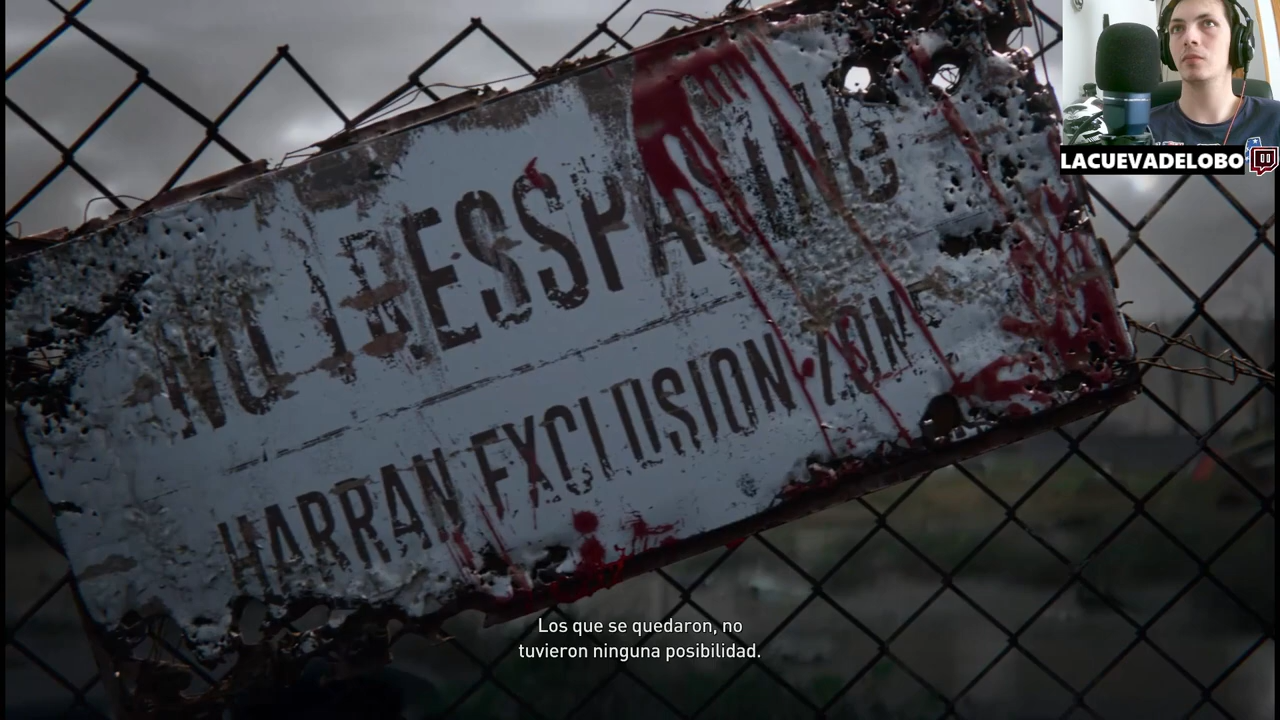 NO TRESSPASSING
HARRAN EXCLUSION ZONE
LACUEVADELOBO
Los que se quedaron, no
tuvieron ninguna posibilidad.